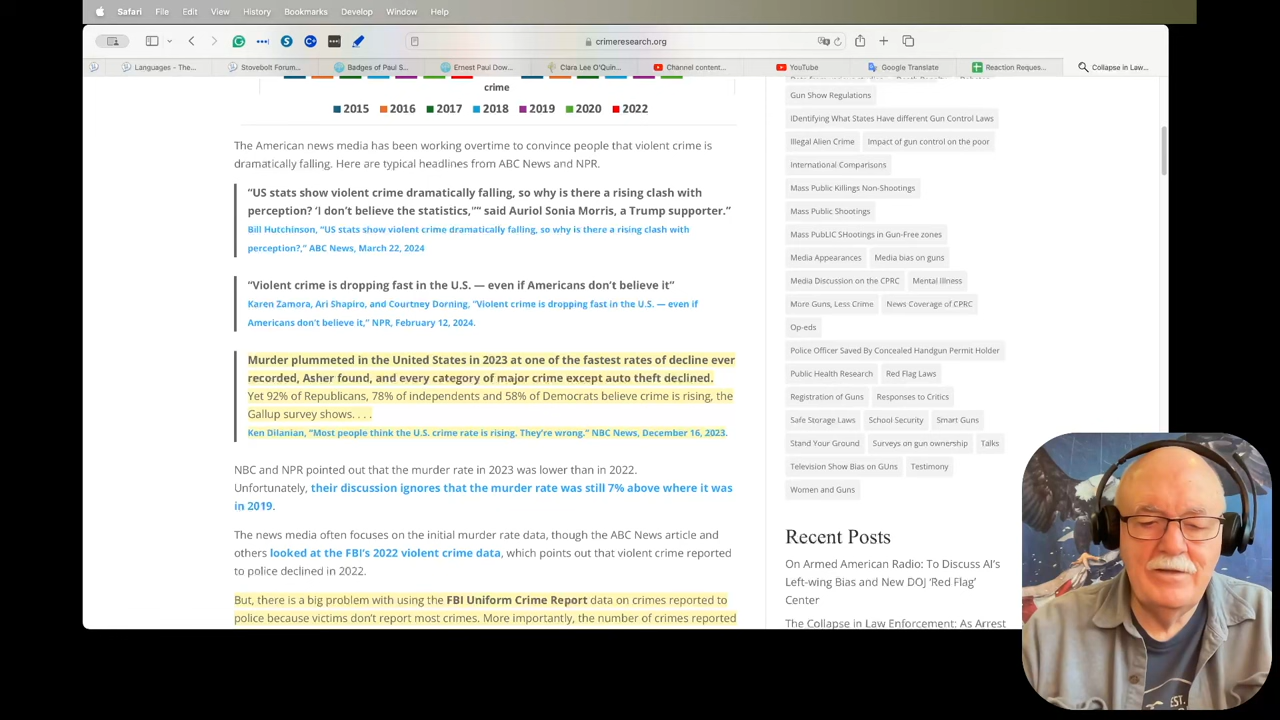 Safari File Edit View History Bookmarks Develop Window Help
crimeresearch.org
Languages – The...
Stovebolt Forum...
Badges of Paul S...
Ernest Paul Dow...
Clara Lee O'Quin...
Channel content...
YouTube
Google Translate
Reaction Reques...
Collapse in Law...
crime
2015 2016 2017 2018 2019 2020 2022
The American news media has been working overtime to convince people that violent crime is
dramatically falling. Here are typical headlines from ABC News and NPR.
“US stats show violent crime dramatically falling, so why is there a rising clash with
perception? ‘I don’t believe the statistics,’”“ said Auriol Sonia Morris, a Trump supporter.”
Bill Hutchinson, “US stats show violent crime dramatically falling, so why is there a rising clash with
perception?,” ABC News, March 22, 2024
“Violent crime is dropping fast in the U.S. — even if Americans don’t believe it”
Karen Zamora, Ari Shapiro, and Courtney Dorning, “Violent crime is dropping fast in the U.S. — even if
Americans don’t believe it,” NPR, February 12, 2024.
Murder plummeted in the United States in 2023 at one of the fastest rates of decline ever
recorded, Asher found, and every category of major crime except auto theft declined.
Yet 92% of Republicans, 78% of independents and 58% of Democrats believe crime is rising, the
Gallup survey shows. . . .
Ken Dilanian, “Most people think the U.S. crime rate is rising. They’re wrong.” NBC News, December 16, 2023.
NBC and NPR pointed out that the murder rate in 2023 was lower than in 2022.
Unfortunately, their discussion ignores that the murder rate was still 7% above where it was
in 2019.
The news media often focuses on the initial murder rate data, though the ABC News article and
others looked at the FBI’s 2022 violent crime data, which points out that violent crime reported
to police declined in 2022.
But, there is a big problem with using the FBI Uniform Crime Report data on crimes reported to
police because victims don’t report most crimes. More importantly, the number of crimes reported
Gun Show Regulations
IDentifying What States Have different Gun Control Laws
Illegal Alien Crime Impact of gun control on the poor
International Comparisons
Mass Public Killings Non-Shootings
Mass Public Shootings
Mass PubLIC SHootings in Gun-Free zones
Media Appearances Media bias on guns
Media Discussion on the CPRC Mental Illness
More Guns, Less Crime News Coverage of CPRC
Op-eds
Police Officer Saved By Concealed Handgun Permit Holder
Public Health Research Red Flag Laws
Registration of Guns Responses to Critics
Safe Storage Laws School Security Smart Guns
Stand Your Ground Surveys on gun ownership Talks
Television Show Bias on GUns Testimony
Women and Guns
Recent Posts
On Armed American Radio: To Discuss AI’s
Left-wing Bias and New DOJ ‘Red Flag’
Center
The Collapse in Law Enforcement: As Arrest
EST.